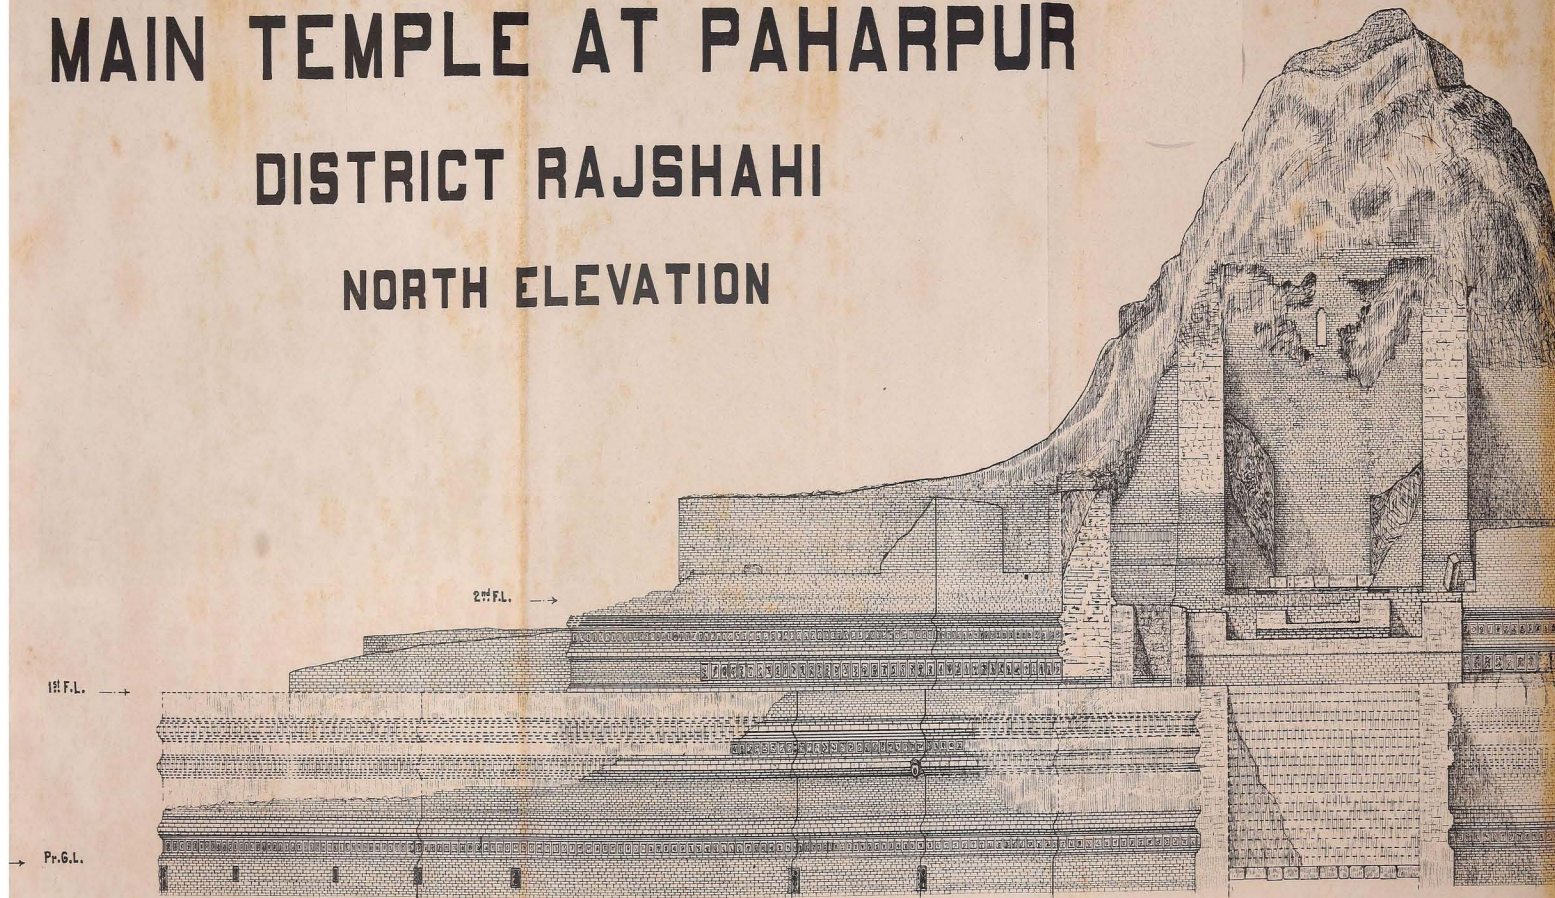 MAIN TEMPLE AT PAHARPUR
DISTRICT RAJSHAHI
NORTH ELEVATION
2nd F.L.
1st F.L.
Pr.G.L.